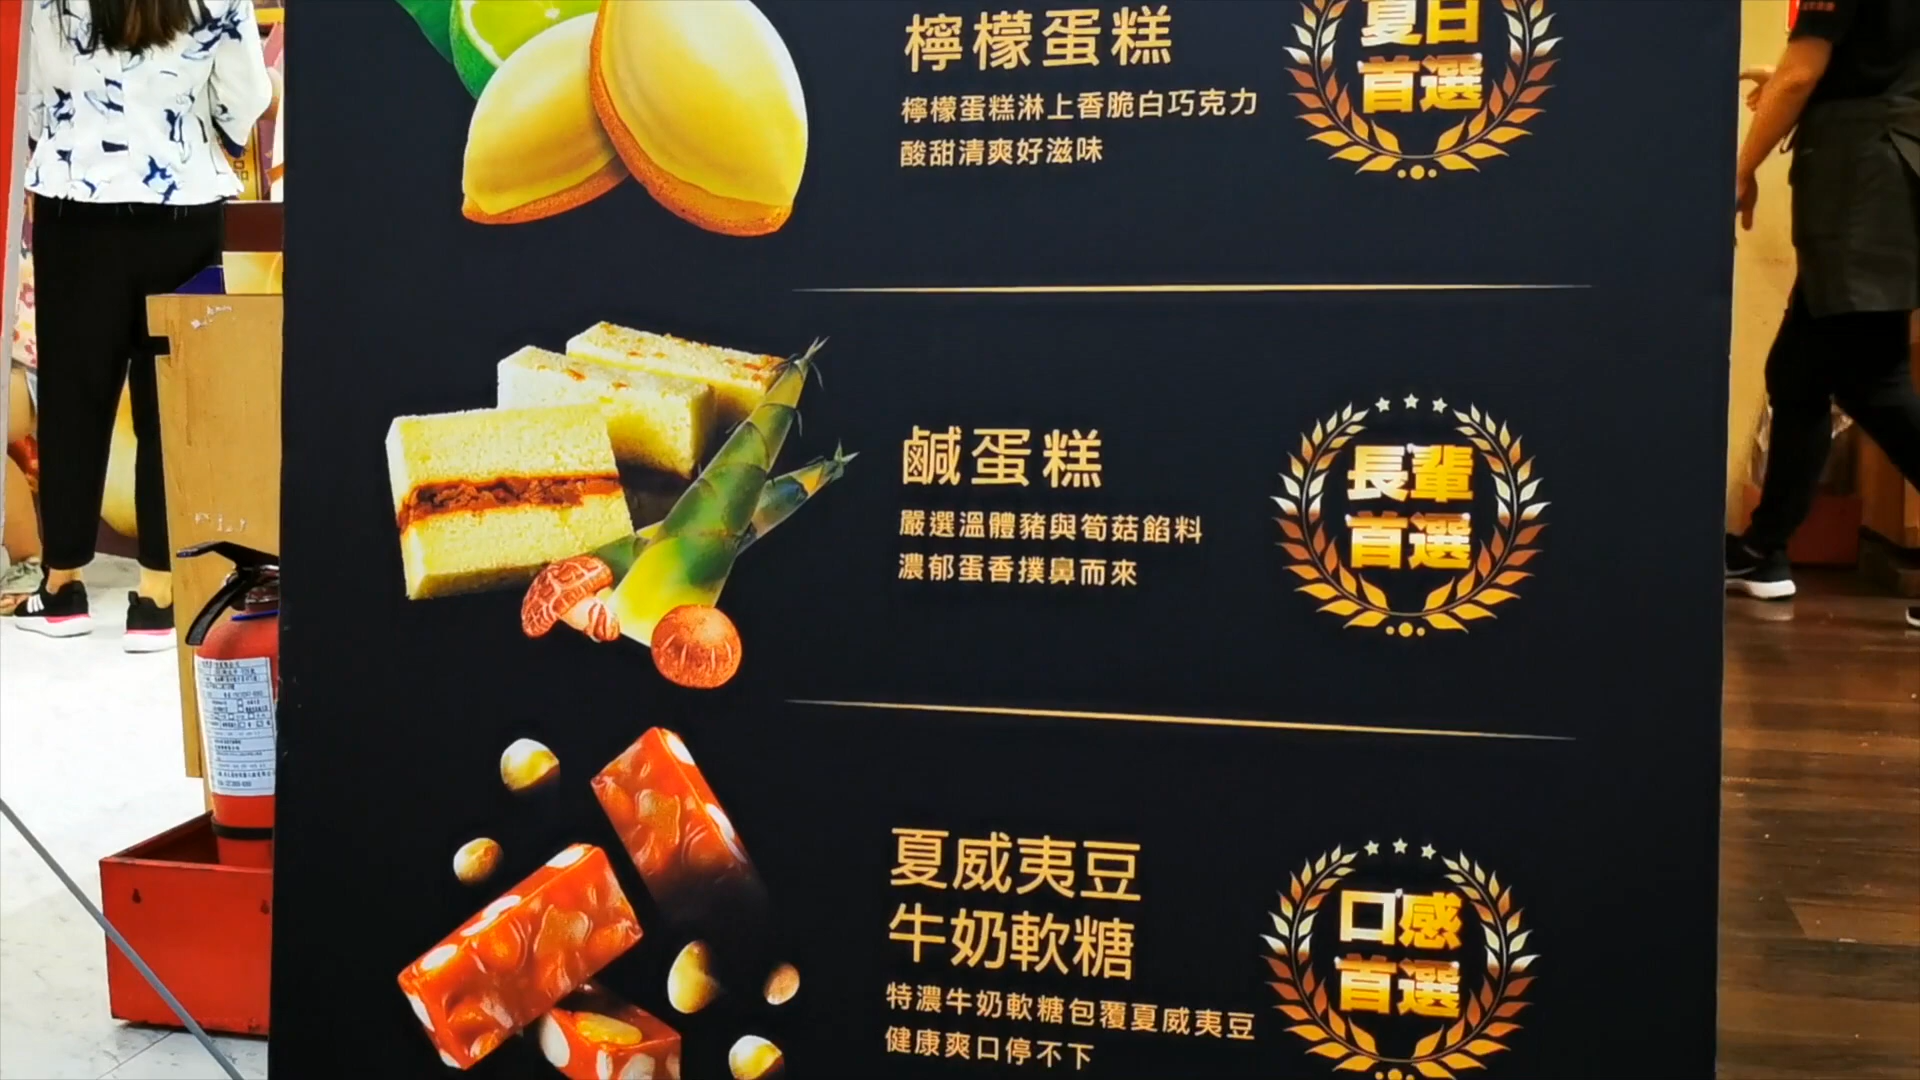 檸檬蛋糕
檸檬蛋糕淋上香脆白巧克力
酸甜清爽好滋味
夏日
首選
鹹蛋糕
嚴選溫體豬與筍菇餡料
濃郁蛋香撲鼻而來
長輩
首選
夏威夷豆
牛奶軟糖
特濃牛奶軟糖包覆夏威夷豆
健康爽口停不下
口感
首選